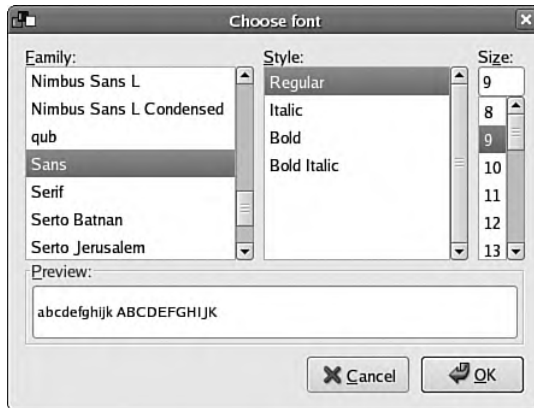 Choose font
Family:
Nimbus Sans L
Nimbus Sans L Condensed
qub
Sans
Serif
Serto Batnan
Serto Jerusalem
Style:
Regular
Italic
Bold
Bold Italic
Size:
9
8
9
10
11
12
13
Preview:
abcdefghijk ABCDEFGHIJK
Cancel
OK